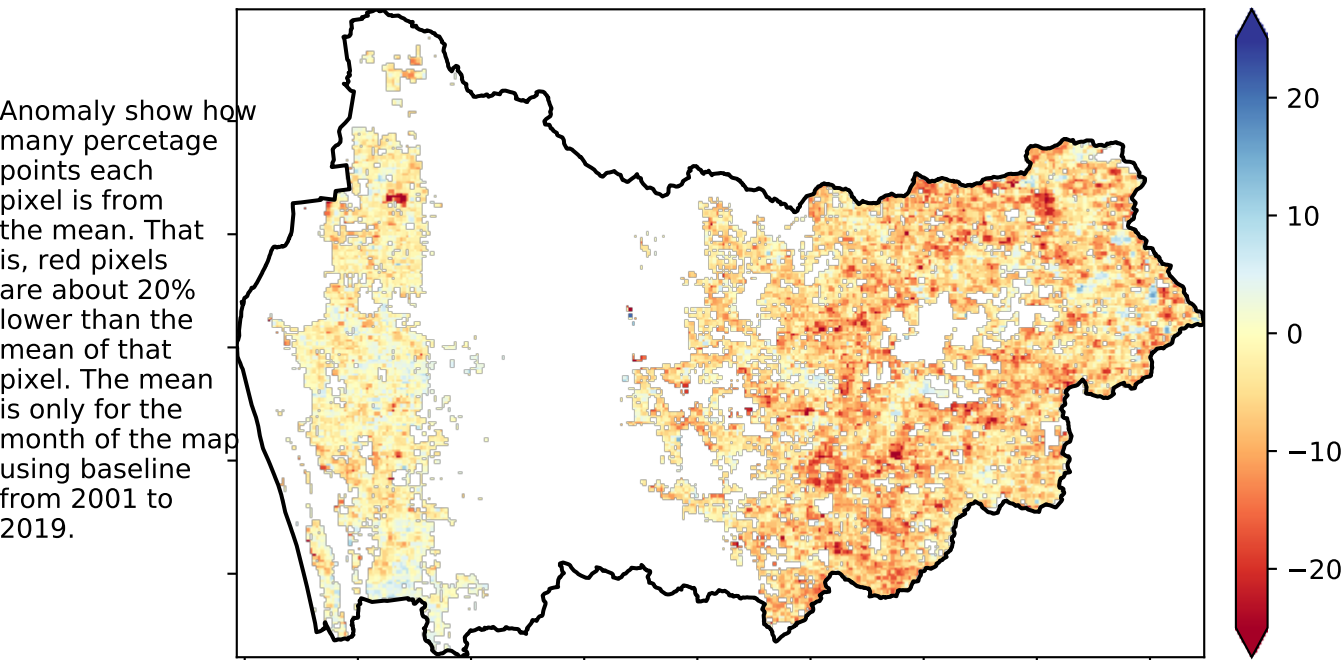 Anomaly show how
many percetage
points each
pixel is from
the mean. That
is, red pixels
are about 20%
lower than the
mean of that
pixel. The mean
is only for the
month of the map
using baseline
from 2001 to
2019.
20
10
0
−10
−20